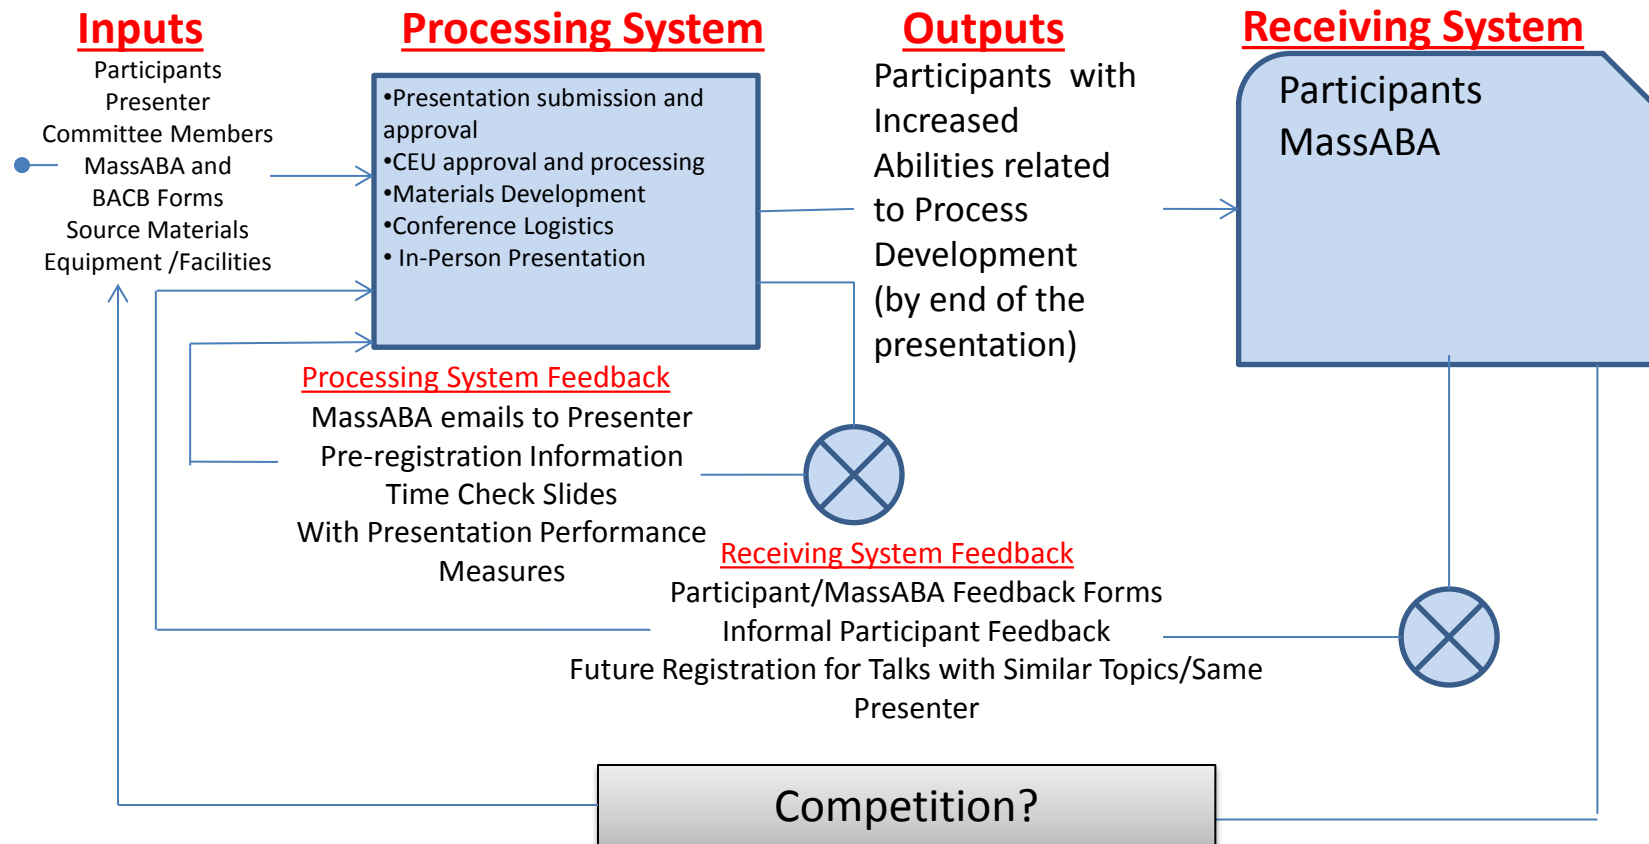 Inputs
Participants
Presenter
Committee Members
MassABA and
BACB Forms
Source Materials
Equipment /Facilities
Processing System
•Presentation submission and
approval
•CEU approval and processing
•Materials Development
•Conference Logistics
• In-Person Presentation
Outputs
Participants with
Increased
Abilities related
to Process
Development
(by end of the
presentation)
Receiving System
Participants
MassABA
Processing System Feedback
MassABA emails to Presenter
Pre-registration Information
Time Check Slides
With Presentation Performance
Measures
Receiving System Feedback
Participant/MassABA Feedback Forms
Informal Participant Feedback
Future Registration for Talks with Similar Topics/Same
Presenter
Competition?